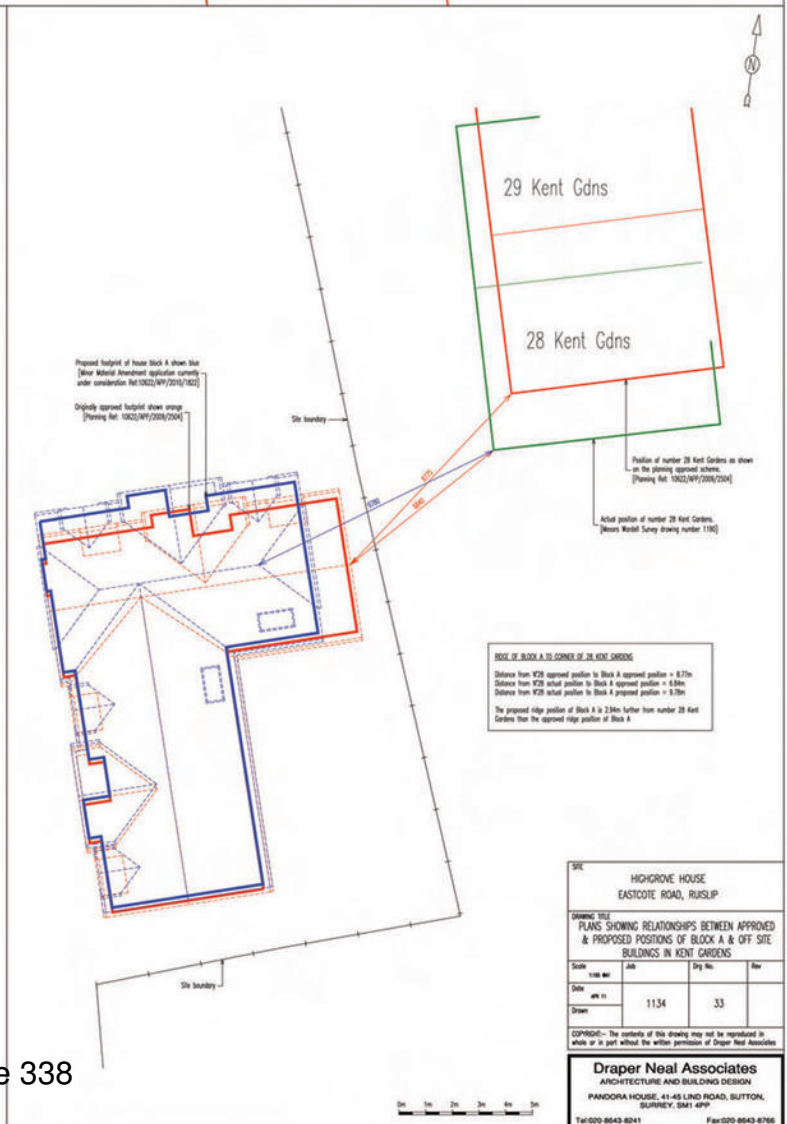 N
29 Kent Gdns
28 Kent Gdns
Proposed footprint of house block A shown blue
[Minor Material Amendment application currently
under consideration Ref:10622/APP/2010/1822]
Originally approved footprint shown orange
[Planning Ref: 10622/APP/2009/2504]
Site boundary
8775
9780
6840
Position of number 28 Kent Gardens as shown
on the planning approved scheme.
[Planning Ref: 10622/APP/2009/2504]
Actual position of number 28 Kent Gardens.
[Messrs Wardell Survey drawing number 1190]
RIDGE OF BLOCK A TO CORNER OF 28 KENT GARDENS
Distance from N°28 approved position to Block A approved position = 8.77m
Distance from N°28 actual position to Block A approved position = 6.84m
Distance from N°28 actual position to Block A proposed position = 9.78m
The proposed ridge position of Block A is 2.94m further from number 28 Kent
Gardens than the approved ridge position of Block A
Site boundary
SITE
HIGHGROVE HOUSE
EASTCOTE ROAD, RUISLIP
DRAWING TITLE
PLANS SHOWING RELATIONSHIPS BETWEEN APPROVED
& PROPOSED POSITIONS OF BLOCK A & OFF SITE
BUILDINGS IN KENT GARDENS
Scale Job Drg No. Rev
Date APR 11
1134 33
Drawn
COPYRIGHT:- The contents of this drawing may not be reproduced in
whole or in part without the written permission of Draper Neal Associates
Draper Neal Associates
ARCHITECTURE AND BUILDING DESIGN
PANDORA HOUSE, 41-45 LIND ROAD, SUTTON,
SURREY, SM1 4PP
Tel:020-8643-8241 Fax:020-8643-8766
0m 1m 2m 3m 4m 5m
e 338